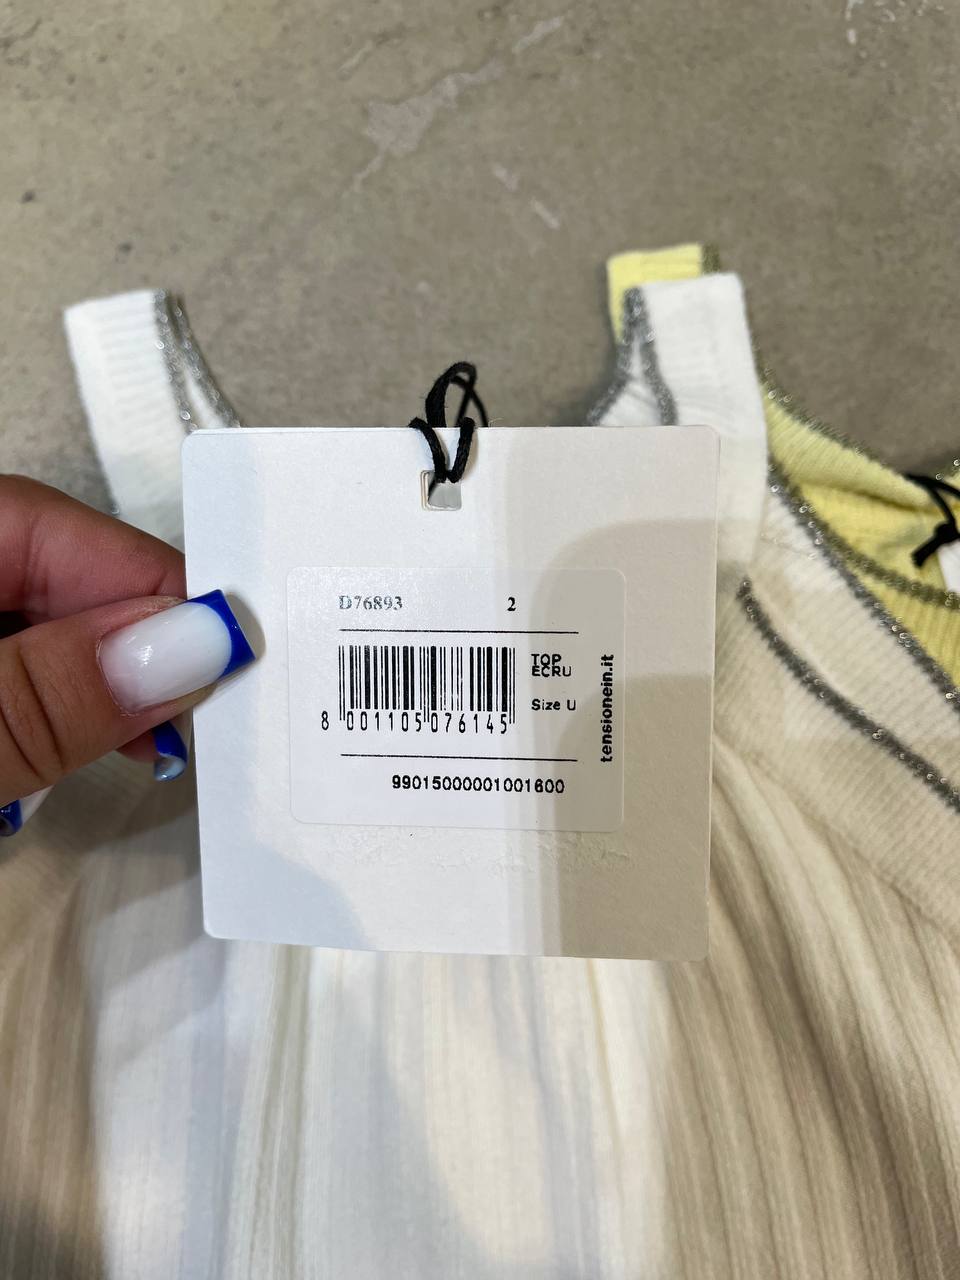 D76893 2
TOP
ECRU
Size U
8 001105 076145
tensionein.it
99015000001001600